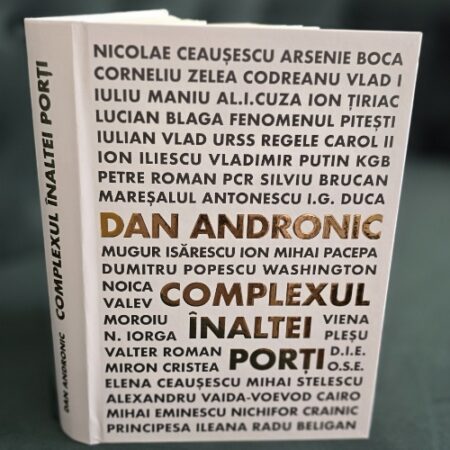 DAN ANDRONIC COMPLEXUL ÎNALTEI PORȚI
NICOLAE CEAUȘESCU ARSENIE BOCA
CORNELIU ZELEA CODREANU VLAD I
IULIU MANIU AL.I.CUZA ION ȚIRIAC
LUCIAN BLAGA FENOMENUL PITEȘTI
IULIAN VLAD URSS REGELE CAROL II
ION ILIESCU VLADIMIR PUTIN KGB
PETRE ROMAN PCR SILVIU BRUCAN
MAREȘALUL ANTONESCU I.G. DUCA
DAN ANDRONIC
MUGUR ISĂRESCU ION MIHAI PACEPA
DUMITRU POPESCU WASHINGTON
NOICA
VALEV
COMPLEXUL
MOROIU
N. IORGA
ÎNALTEI
VIENA
PLEȘU
VALTER ROMAN
MIRON CRISTEA
PORȚI
D.I.E.
O.S.E.
ELENA CEAUȘESCU MIHAI STELESCU
ALEXANDRU VAIDA-VOEVOD CAIRO
MIHAI EMINESCU NICHIFOR CRAINIC
PRINCIPESA ILEANA RADU BELIGAN